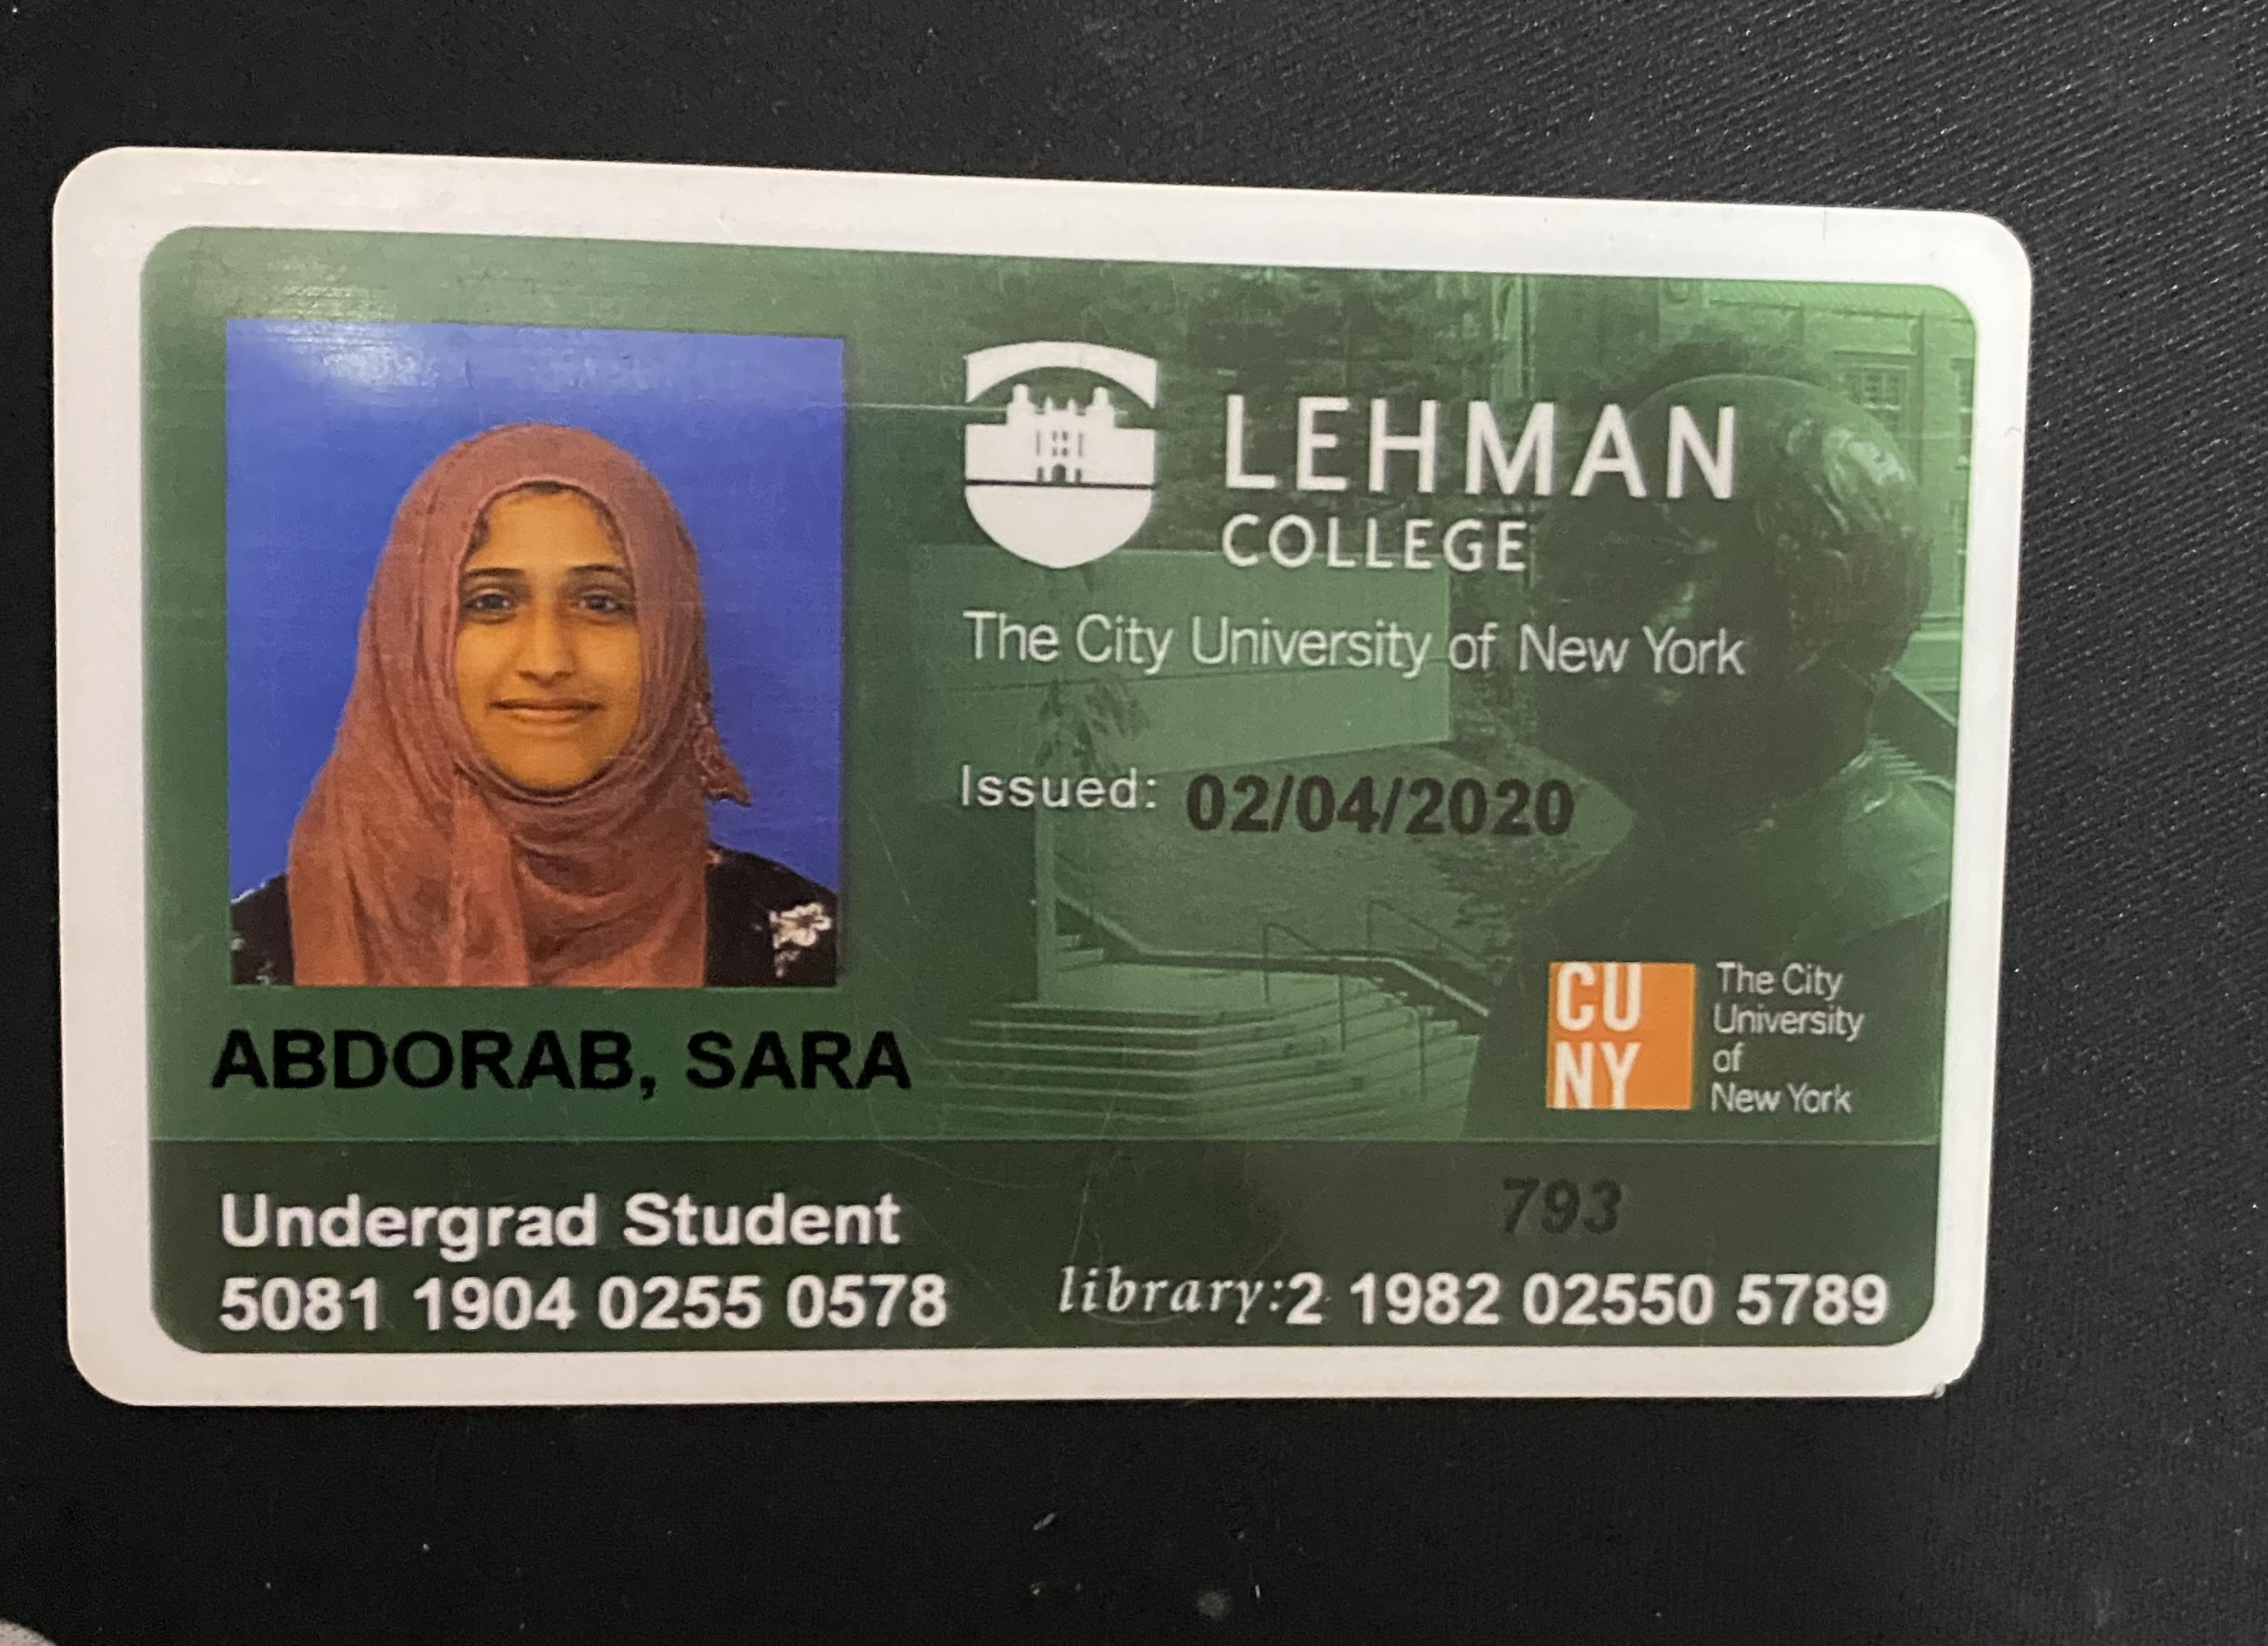 LEHMAN
COLLEGE
The City University of New York
Issued: 02/04/2020
ABDORAB, SARA
CU
NY
The City
University
of
New York
793
Undergrad Student
5081 1904 0255 0578
library:2 1982 02550 5789